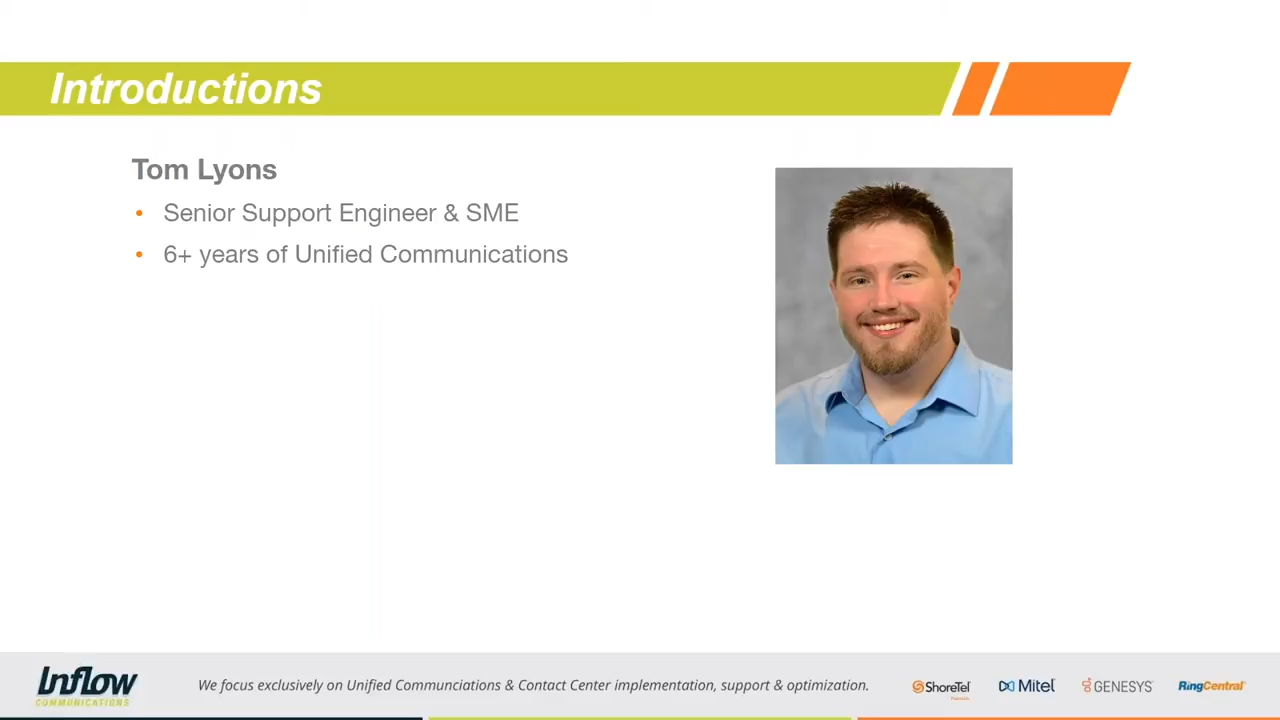 Introductions
Tom Lyons
• Senior Support Engineer & SME
• 6+ years of Unified Communications
Inflow
COMMUNICATIONS
We focus exclusively on Unified Communciations & Contact Center implementation, support & optimization.
ShoreTel
Mitel
GENESYS
RingCentral